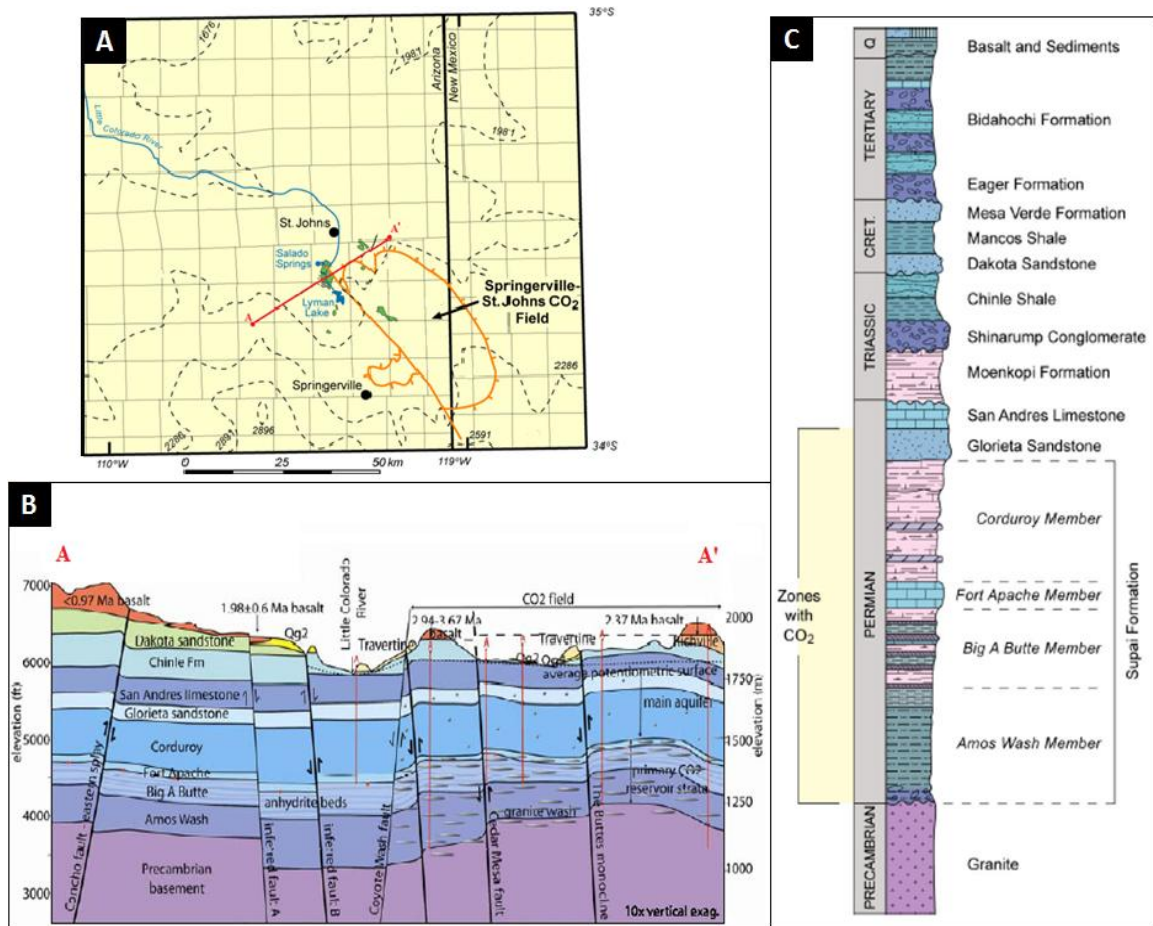 A
35°S
1676
1981
Arizona
New Mexico
1981
Little
Colorado River
St. Johns
A'
Salado
Springs
Lyman
Lake
A
Springerville-
St. Johns CO2
Field
Springerville
2286
2286
2891
2896
2591
34°S
110°W
119°W
0 25 50 km
B
A
A'
7000
6000
5000
4000
3000
elevation (ft)
<0.97 Ma basalt
1.98±0.6 Ma basalt
Qg2
Little Colorado
River
Travertine
CO2 field
2.94-3.67 Ma
basalt
Travertine
Qg2
2.37 Ma basalt
Richville
2000
1750
1500
1250
1000
elevation (m)
Dakota sandstone
Chinle Fm
San Andres limestone
Glorieta sandstone
Corduroy
Fort Apache
Big A Butte
Amos Wash
Precambrian
basement
average potentiometric surface
main aquifer
primary CO2
reservoir strata
anhydrite beds
granite wash
Concho fault - eastern splay
inferred fault A
inferred fault B
Coyote Wash fault
Cedar Mesa fault
The Buttes monocline
10x vertical exag.
C
Q
TERTIARY
CRET.
TRIASSIC
PERMIAN
PRECAMBRIAN
Basalt and Sediments
Bidahochi Formation
Eager Formation
Mesa Verde Formation
Mancos Shale
Dakota Sandstone
Chinle Shale
Shinarump Conglomerate
Moenkopi Formation
San Andres Limestone
Glorieta Sandstone
Corduroy Member
Fort Apache Member
Big A Butte Member
Amos Wash Member
Granite
Supai Formation
Zones
with
CO2